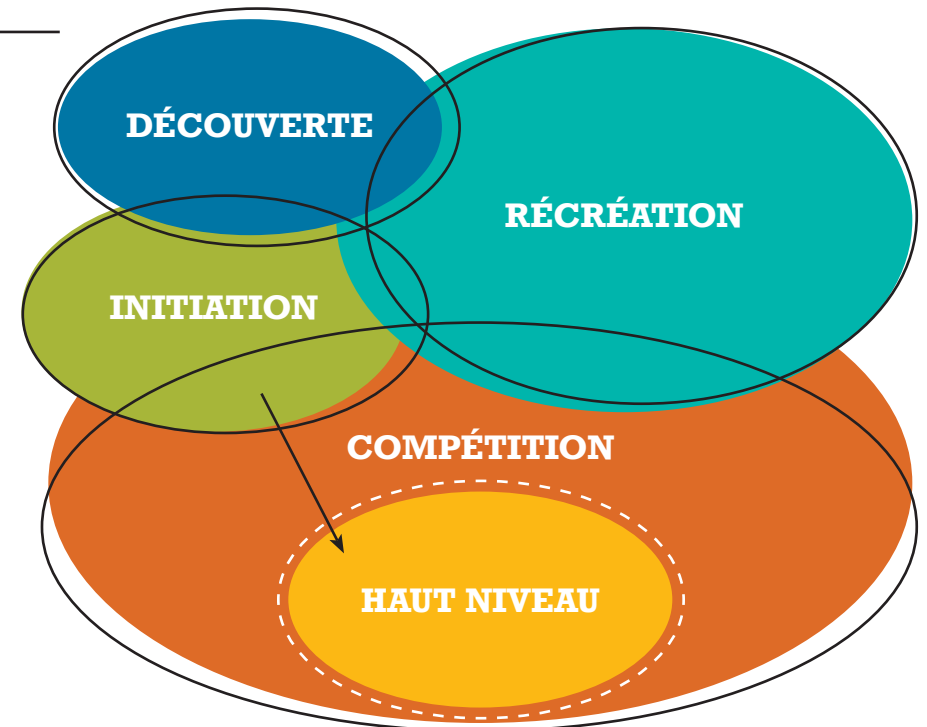 DÉCOUVERTE
RÉCRÉATION
INITIATION
COMPÉTITION
HAUT NIVEAU